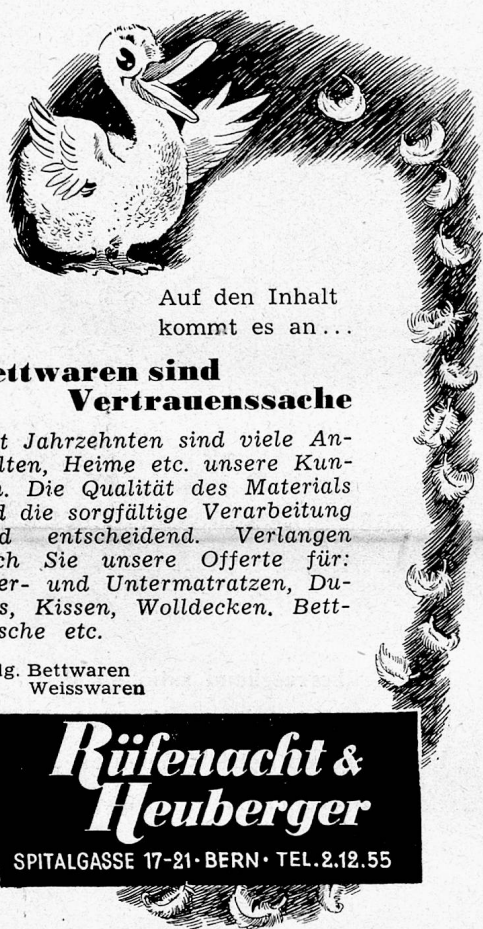 Auf den Inhalt
kommt es an...
ettwaren sind
Vertrauenssache
t Jahrzehnten sind viele An-
lten, Heime etc. unsere Kun-
. Die Qualität des Materials
d die sorgfältige Verarbeitung
d entscheidend. Verlangen
ch Sie unsere Offerte für:
er- und Untermatratzen, Du-
s, Kissen, Wolldecken. Bett-
sche etc.
lg. Bettwaren
Weisswaren
Rüfenacht &
Heuberger
SPITALGASSE 17-21 · BERN · TEL. 2.12.55